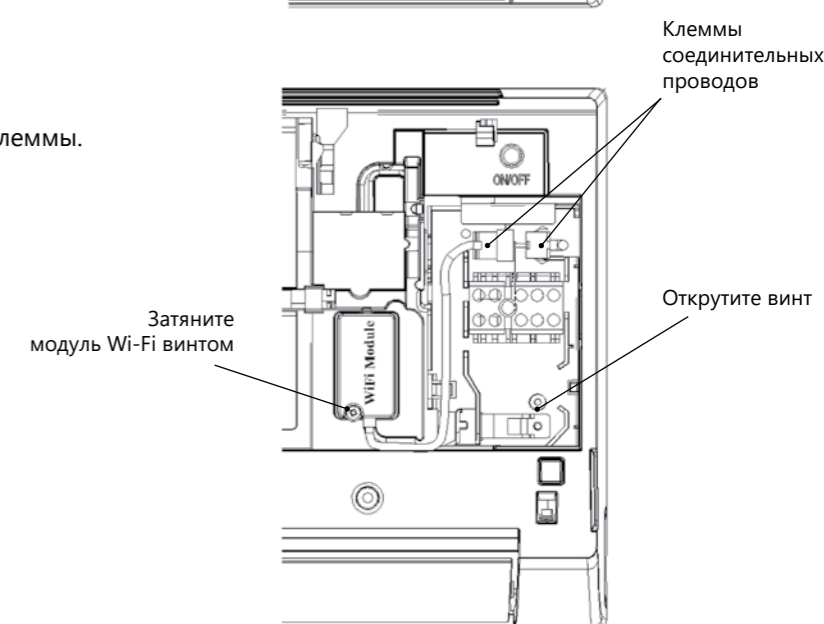 Клеммы
соединительных
проводов
леммы.
ON/OFF
Открутите винт
Затяните
модуль Wi-Fi винтом
WiFi Module